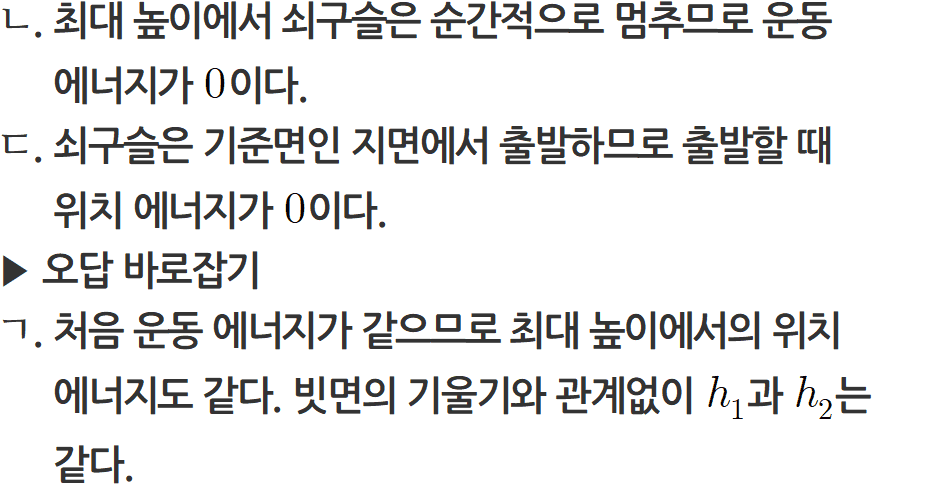 ㄴ. 최대 높이에서 쇠구슬은 순간적으로 멈추므로 운동
에너지가 0이다.
ㄷ. 쇠구슬은 기준면인 지면에서 출발하므로 출발할 때
위치 에너지가 0이다.
▶ 오답 바로잡기
ㄱ. 처음 운동 에너지가 같으므로 최대 높이에서의 위치
에너지도 같다. 빗면의 기울기와 관계없이 h₁과 h₂는
같다.